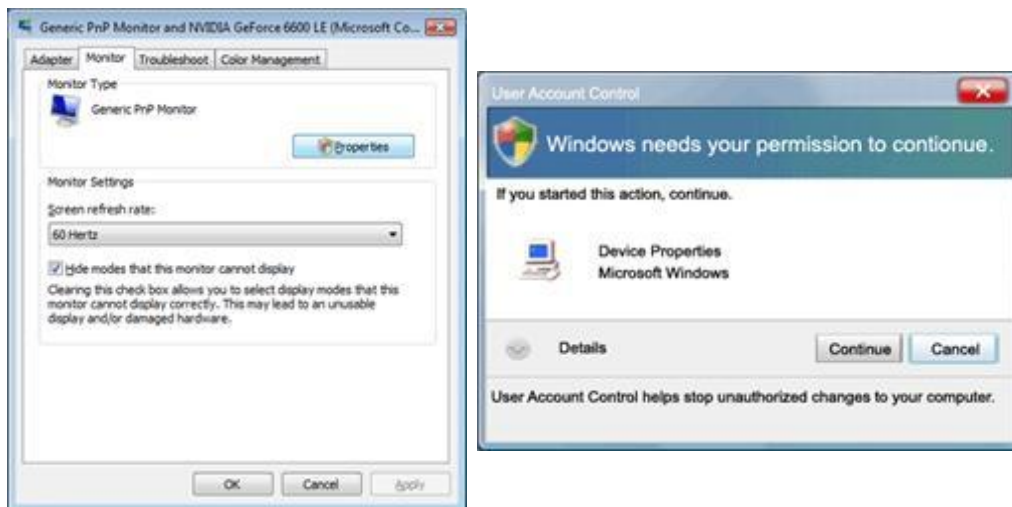 Generic PnP Monitor and NVIDIA GeForce 6600 LE (Microsoft Co...
Adapter Monitor Troubleshoot Color Management
Monitor Type
Generic PnP Monitor
Properties
Monitor Settings
Screen refresh rate:
60 Hertz
Hide modes that this monitor cannot display
Clearing this check box allows you to select display modes that this
monitor cannot display correctly. This may lead to an unusable
display and/or damaged hardware.
OK Cancel Apply
User Account Control
Windows needs your permission to contionue.
If you started this action, continue.
Device Properties
Microsoft Windows
Details Continue Cancel
User Account Control helps stop unauthorized changes to your computer.